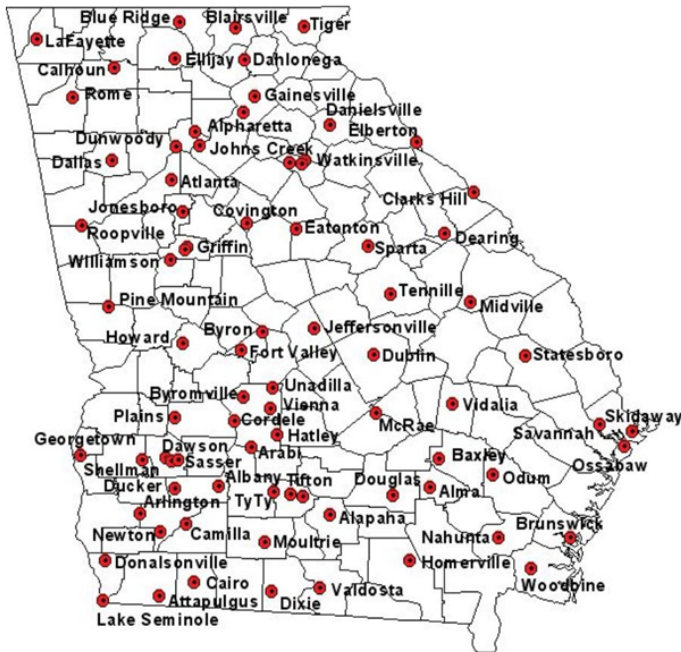 Blue Ridge
Blairsville
Tiger
LaFayette
Ellijay
Dahlonega
Calhoun
Rome
Gainesville
Danielsville
Alpharetta
Elberton
Dunwoody
Johns Creek
Dallas
Watkinsville
Atlanta
Clarks Hill
Jonesboro
Covington
Roopville
Eatonton
Dearing
Griffin
Sparta
Williamson
Tennille
Pine Mountain
Midville
Howard
Byron
Jeffersonville
Fort Valley
Dublin
Statesboro
Unadilla
Byromville
Vienna
Plains
Cordele
McRae
Vidalia
Skidaway
Hatley
Savannah
Georgetown
Dawson
Arabi
Baxley
Ossabaw
Shellman
Sasser
Ducker
Albany
Tifton
Douglas
Odum
TyTy
Alma
Arlington
Alapaha
Newton
Camilla
Nahunta
Brunswick
Moultrie
Donalsonville
Homerville
Cairo
Valdosta
Woodbine
Attapulgus
Dixie
Lake Seminole